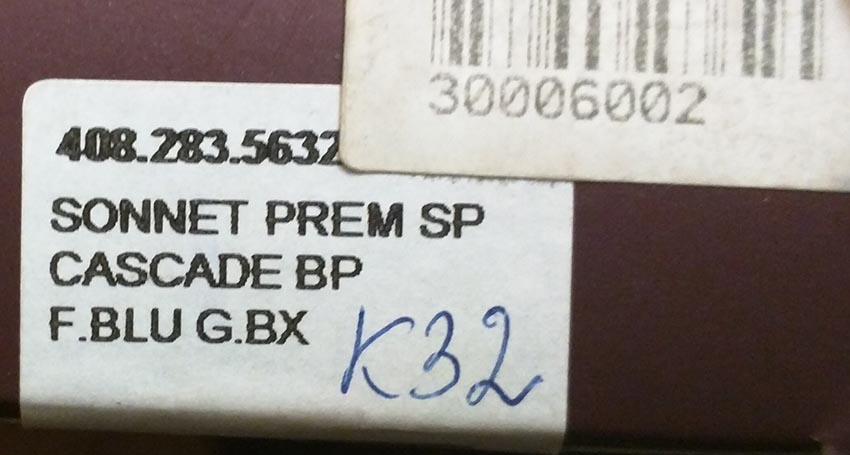 30006002
408.283.5632
SONNET PREM SP
CASCADE BP
F.BLU G.BX
K32